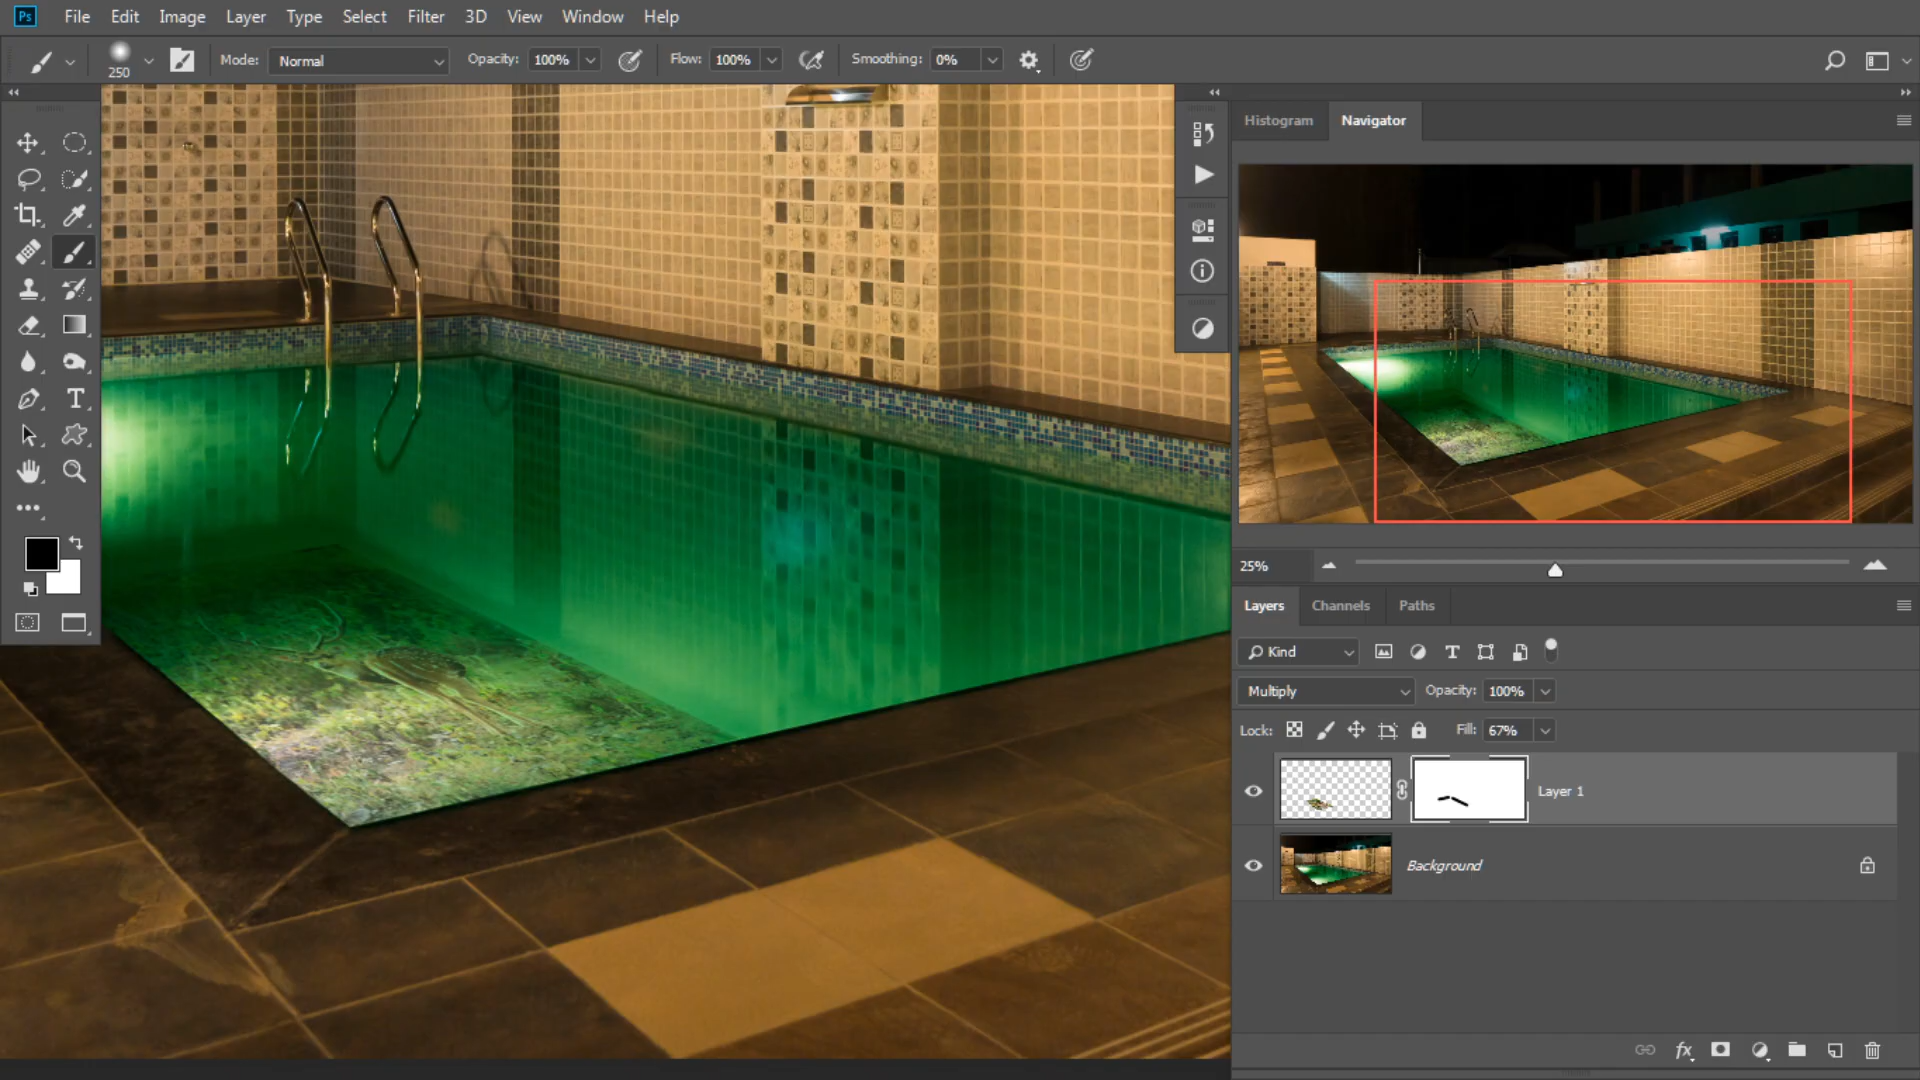 Ps File Edit Image Layer Type Select Filter 3D View Window Help
250 Mode: Normal Opacity: 100% Flow: 100% Smoothing: 0%
Histogram Navigator
25%
Layers Channels Paths
Kind
Multiply Opacity: 100%
Lock: Fill: 67%
Layer 1
Background
fx